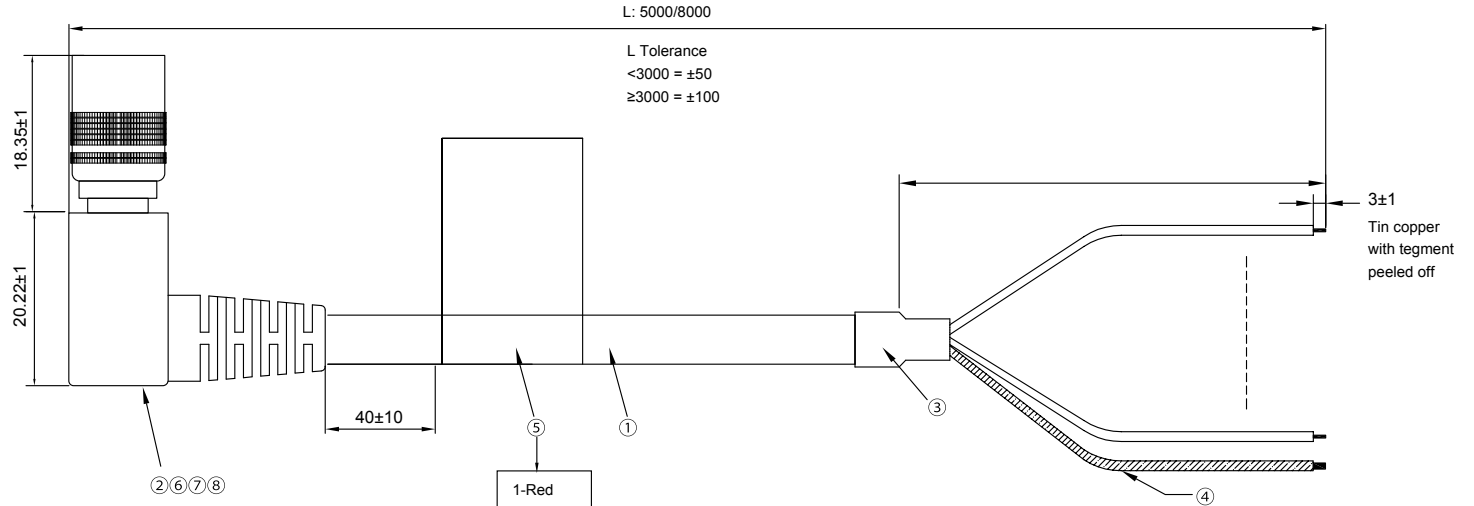 L: 5000/8000
L Tolerance
<3000 = ±50
≥3000 = ±100
18.35±1
20.22±1
3±1
Tin copper
with tegment
peeled off
40±10
⑤
①
③
④
②⑥⑦⑧
1-Red